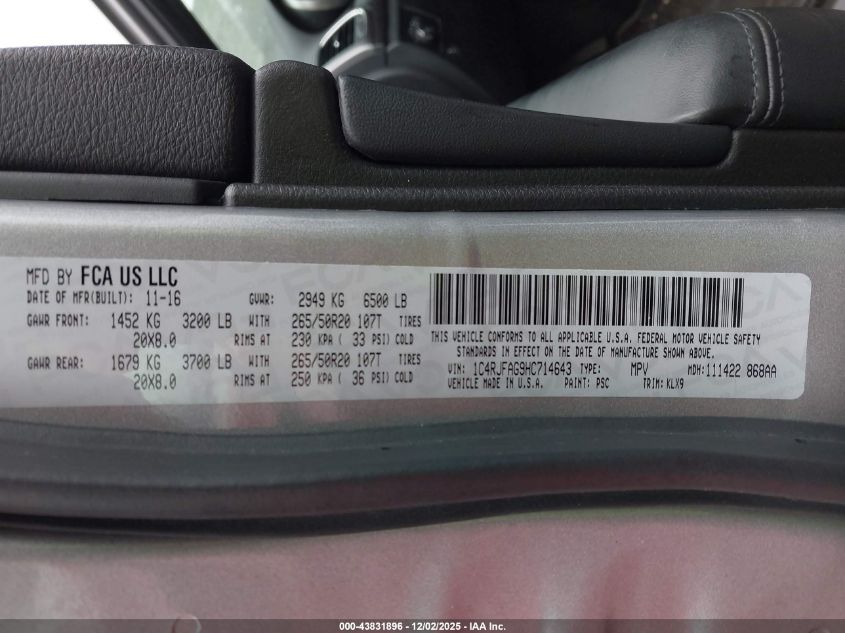 MFD BY FCA US LLC
DATE OF MFR(BUILT): 11-16 GVWR: 2949 KG 6500 LB
GAWR FRONT: 1452 KG 3200 LB WITH 265/50R20 107T TIRES
20X8.0 RIMS AT 230 KPA ( 33 PSI) COLD
GAWR REAR: 1679 KG 3700 LB WITH 265/50R20 107T TIRES
20X8.0 RIMS AT 250 KPA ( 36 PSI) COLD
THIS VEHICLE CONFORMS TO ALL APPLICABLE U.S.A. FEDERAL MOTOR VEHICLE SAFETY
STANDARDS IN EFFECT ON THE DATE OF MANUFACTURE SHOWN ABOVE.
VIN: 1C4RJFAG9HC714643 TYPE: MPV MDH:111422 868AA
VEHICLE MADE IN U.S.A. PAINT: PSC TRIM: KLX9
000-43831896 - 12/02/2025 - IAA Holdings, Inc.